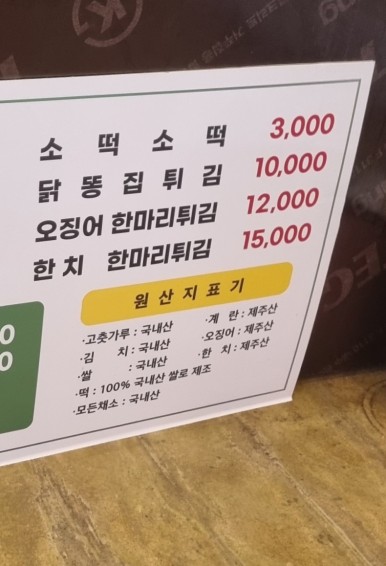 소 떡 소 떡 3,000
닭 똥 집 튀 김 10,000
오징어 한마리튀김 12,000
한 치 한마리튀김 15,000
원 산 지 표 기
·고춧가루 : 국내산
·김 치 : 국내산
·쌀 : 국내산
·떡 : 100% 국내산 쌀로 제조
·모든채소 : 국내산
·계 란 : 제주산
·오징어 : 제주산
·한 치 : 제주산
0
0